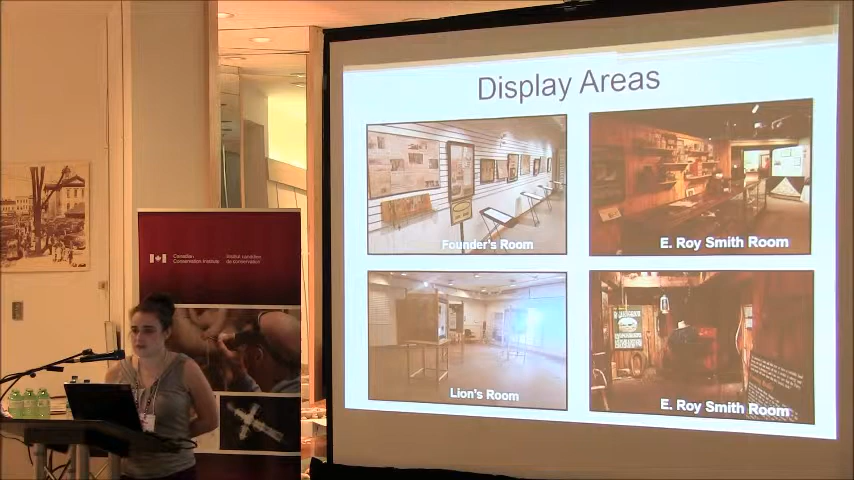 Display Areas
Founder's Room
E. Roy Smith Room
Lion's Room
E. Roy Smith Room
Canadian
Conservation Institute
Institut canadien
de conservation